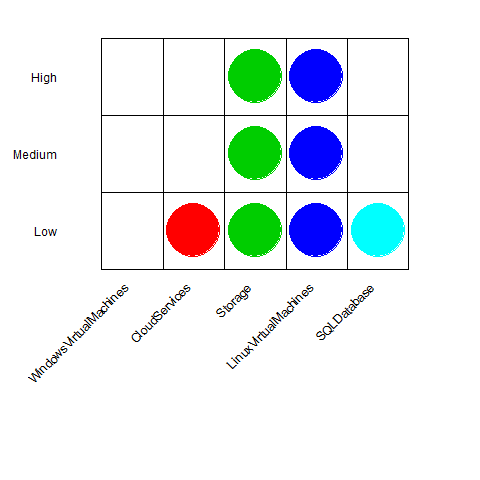 High
Medium
Low
WindowsVirtualMachines
CloudServices
Storage
LinuxVirtualMachines
SQLDatabase